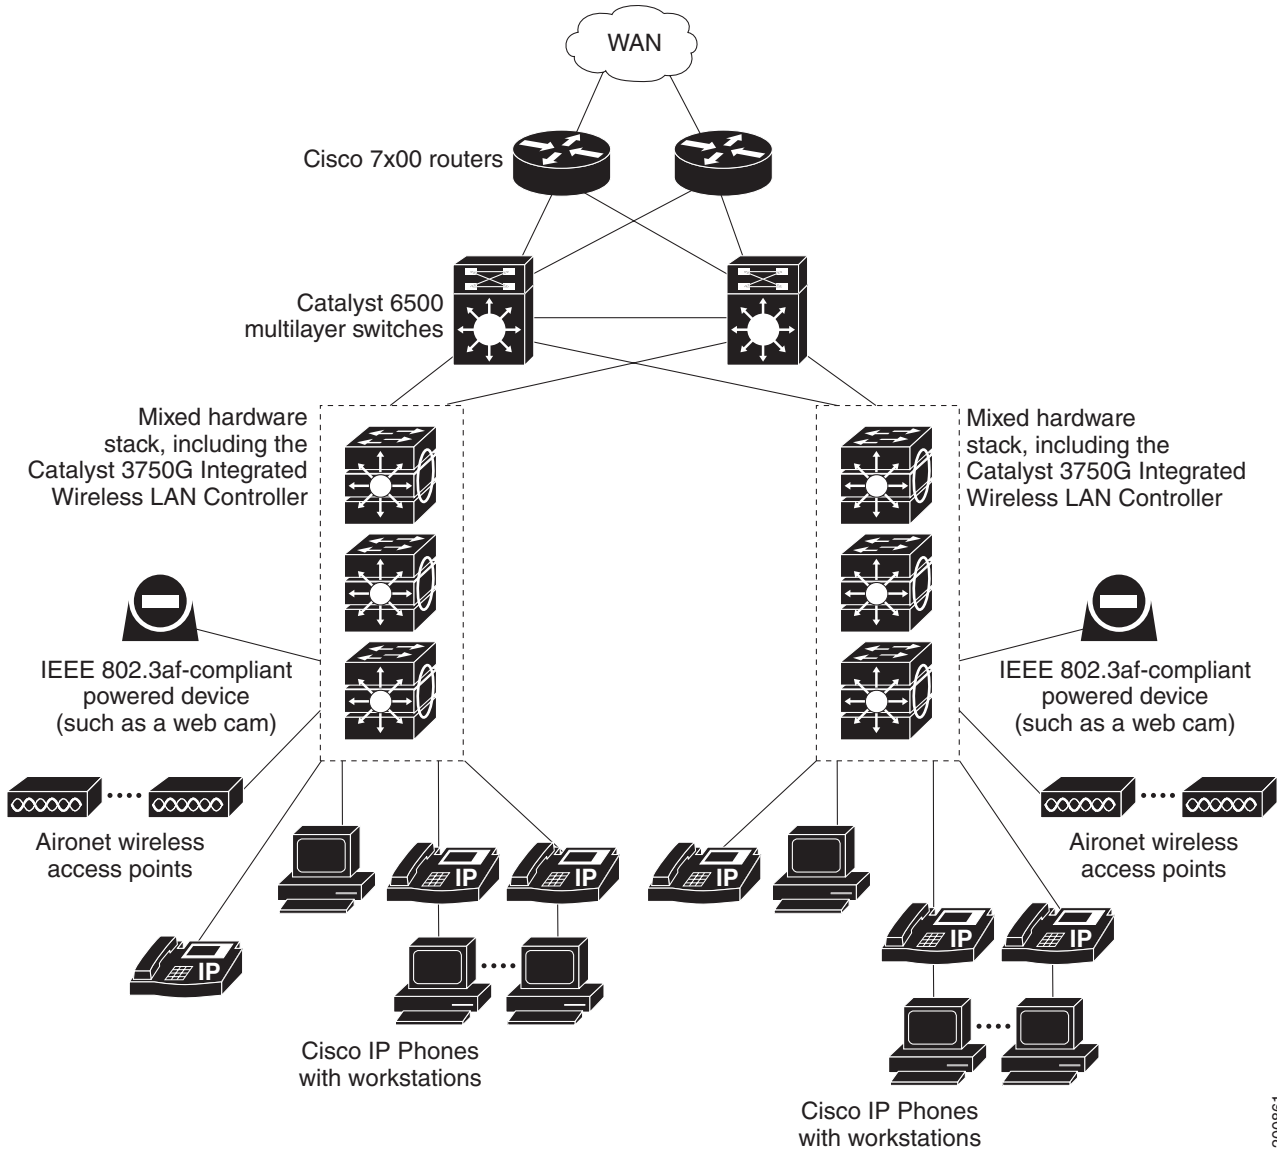 WAN
Cisco 7x00 routers
Catalyst 6500
multilayer switches
Mixed hardware
stack, including the
Catalyst 3750G Integrated
Wireless LAN Controller
Mixed hardware
stack, including the
Catalyst 3750G Integrated
Wireless LAN Controller
IEEE 802.3af-compliant
powered device
(such as a web cam)
IEEE 802.3af-compliant
powered device
(such as a web cam)
Aironet wireless
access points
Aironet wireless
access points
IP
IP
IP
IP
IP
IP
Cisco IP Phones
with workstations
Cisco IP Phones
with workstations
200861